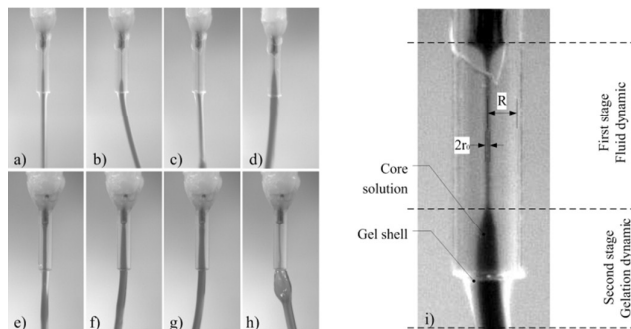 a)
b)
c)
d)
e)
f)
g)
h)
R
2r₀
Core
solution
Gel shell
i)
First stage
Fluid dynamic
Second stage
Gelation dynamic